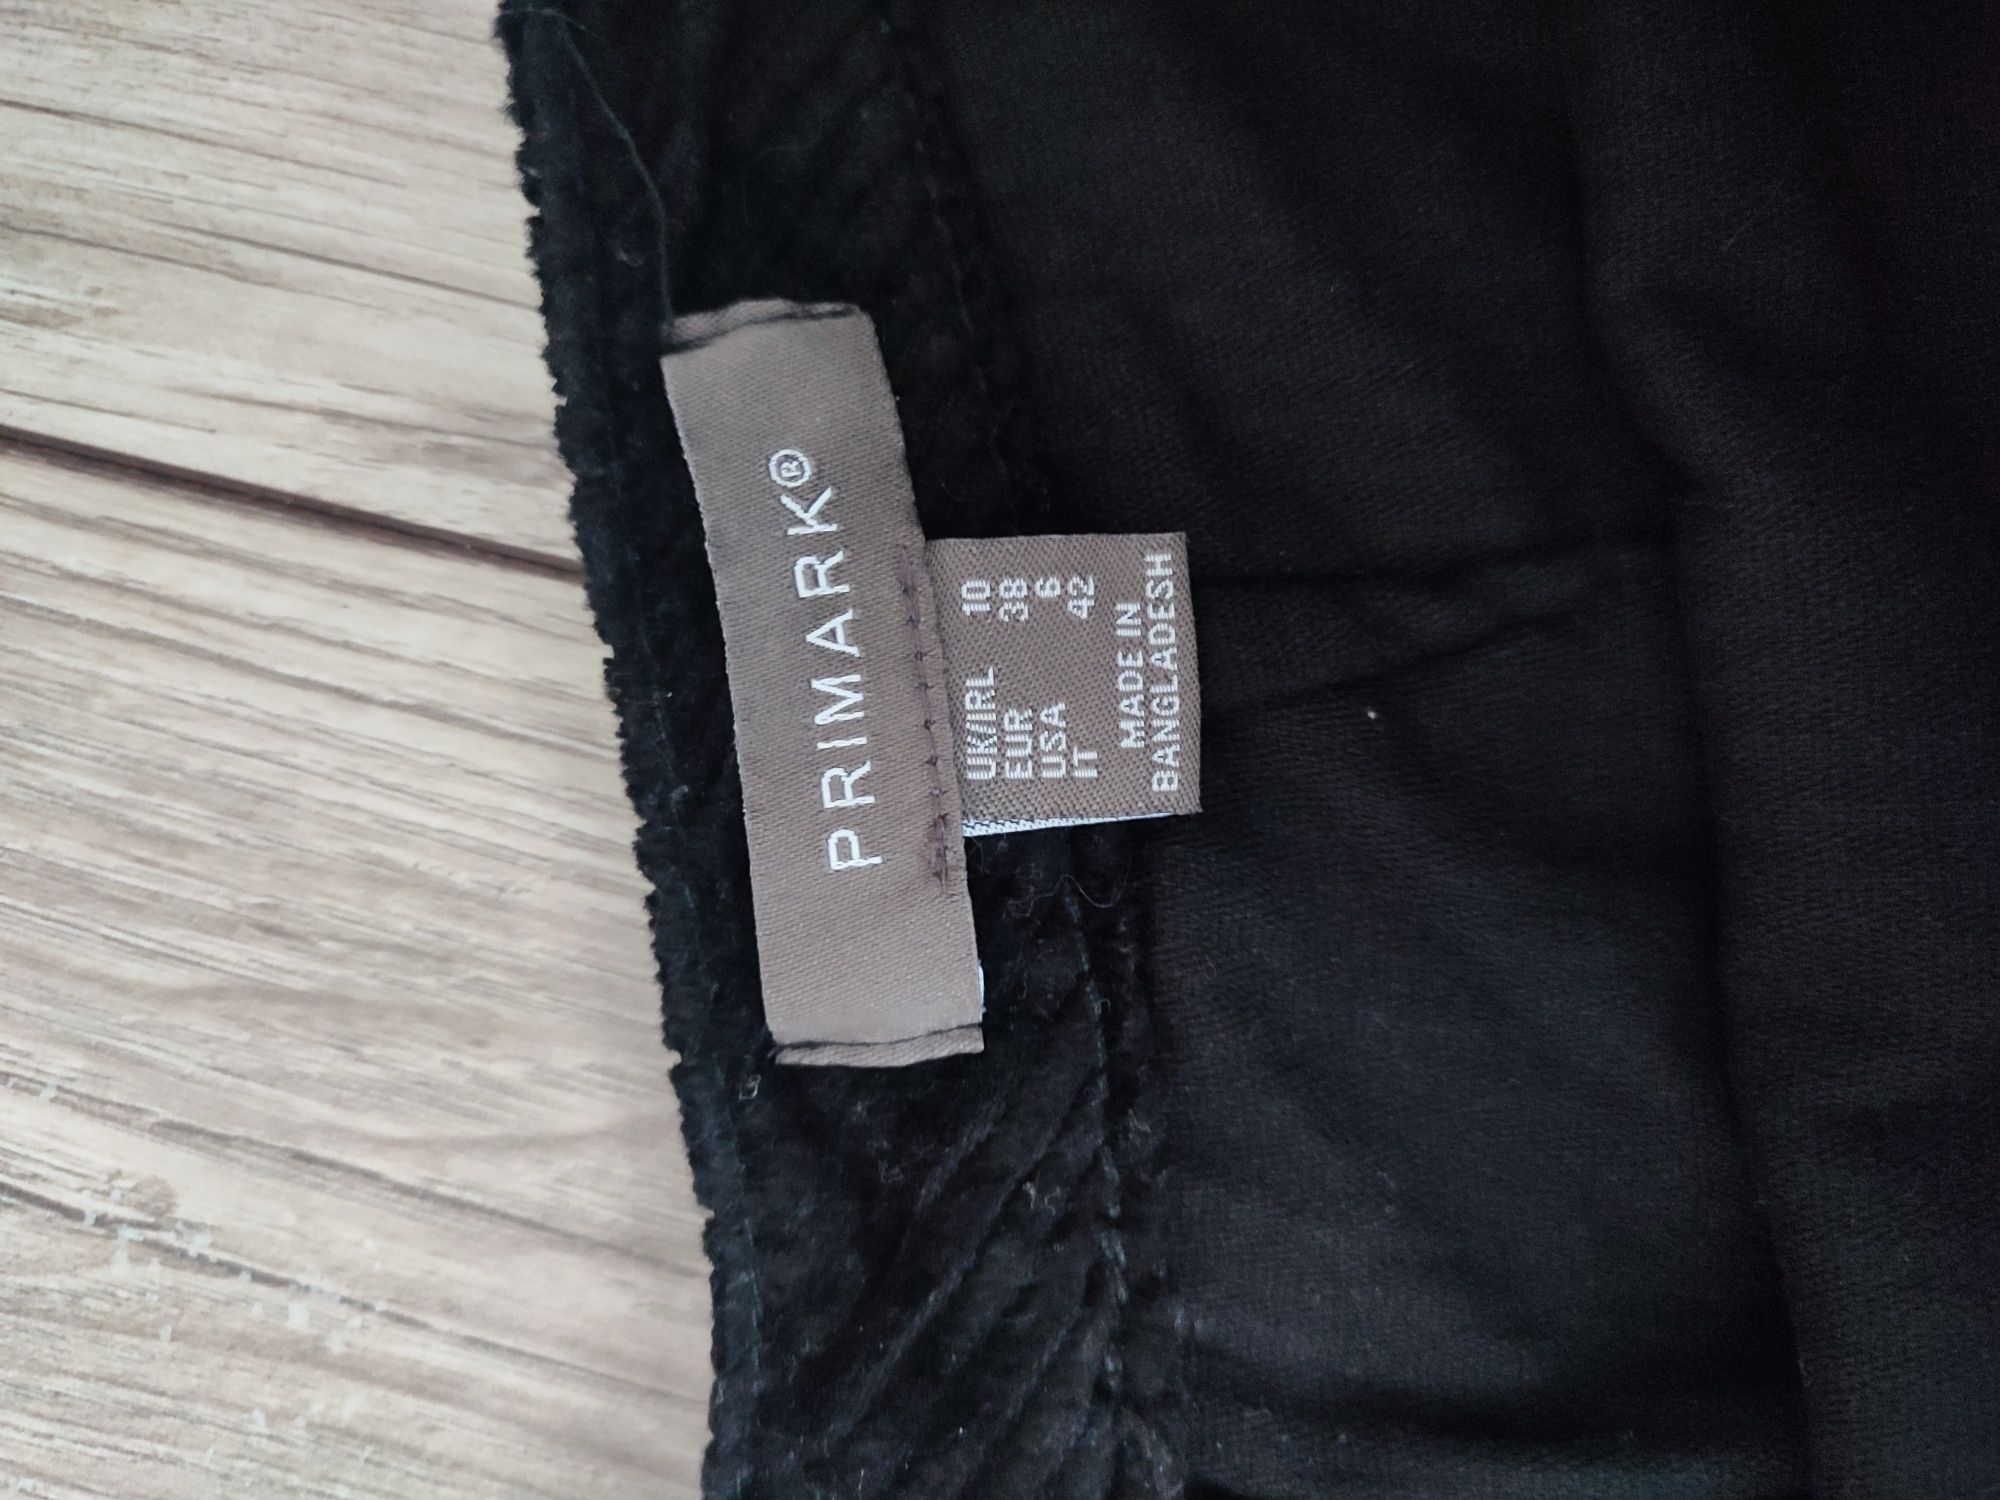 PRIMARK®
UK/IRL 10
EUR 38
USA 6
IT 42
MADE IN
BANGLADESH